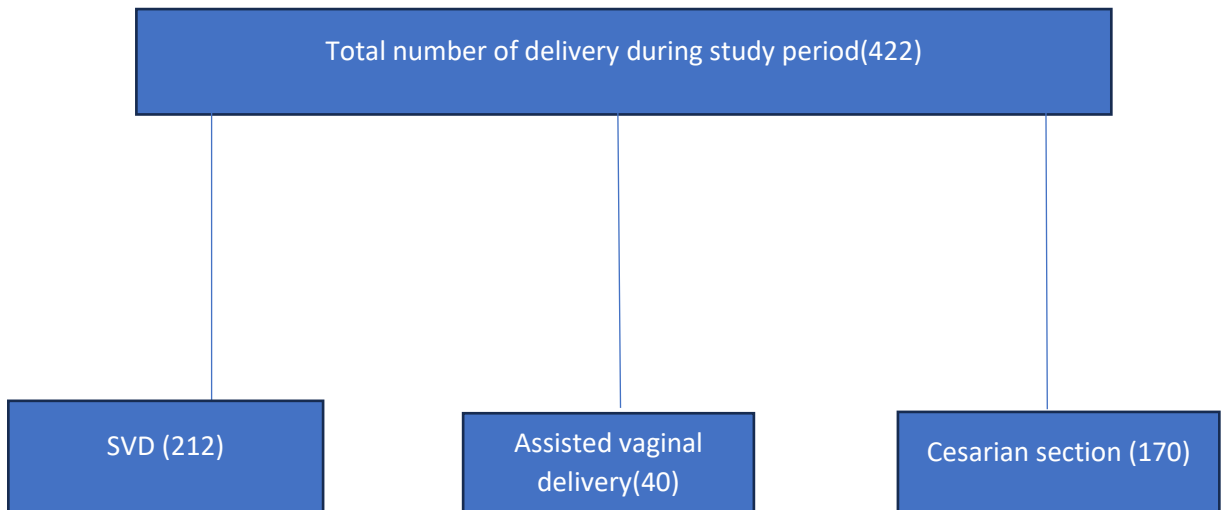 Total number of delivery during study period(422)
SVD (212)
Assisted vaginal
delivery(40)
Cesarian section (170)